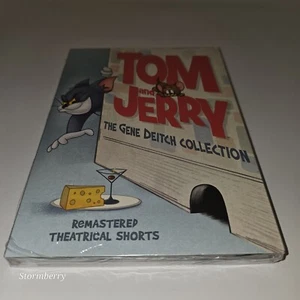 TOM
and
JERRY
THE GENE DEITCH COLLECTION
REMASTERED
THEATRICAL SHORTS
Stormberry